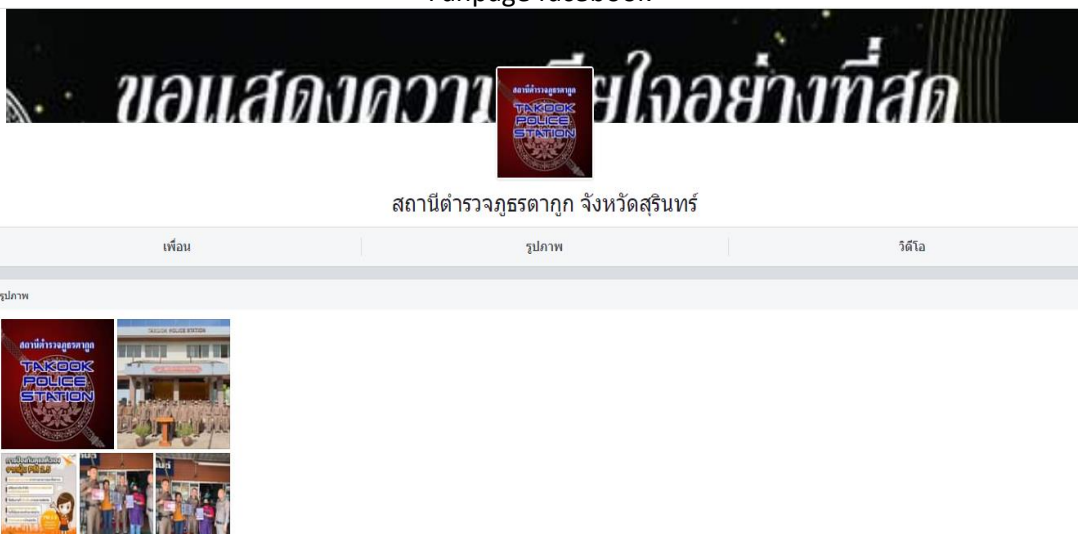 Fanpage facebook
ขอแสดงความ ียใจอย่างที่สุด
สถานีตำรวจภูธรตากูก
TAKOOK
POLICE
STATION
สถานีตำรวจภูธรตากูก จังหวัดสุรินทร์
เพื่อน
รูปภาพ
วิดีโอ
รูปภาพ
สถานีตำรวจภูธรตากูก
TAKOOK
POLICE
STATION
TAKOOK POLICE STATION
PM 2.5